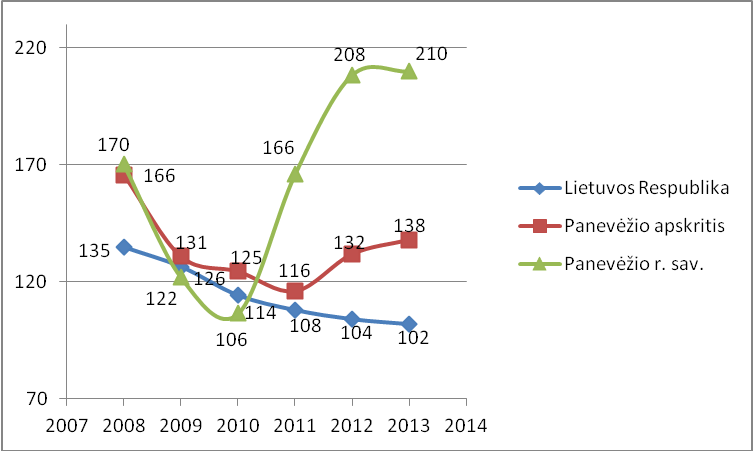 220
170
120
70
2007 2008 2009 2010 2011 2012 2013 2014
135 126 114 108 104 102
166 131 125 116 132 138
170 122 106 166 208 210
Lietuvos Respublika
Panevėžio apskritis
Panevėžio r. sav.